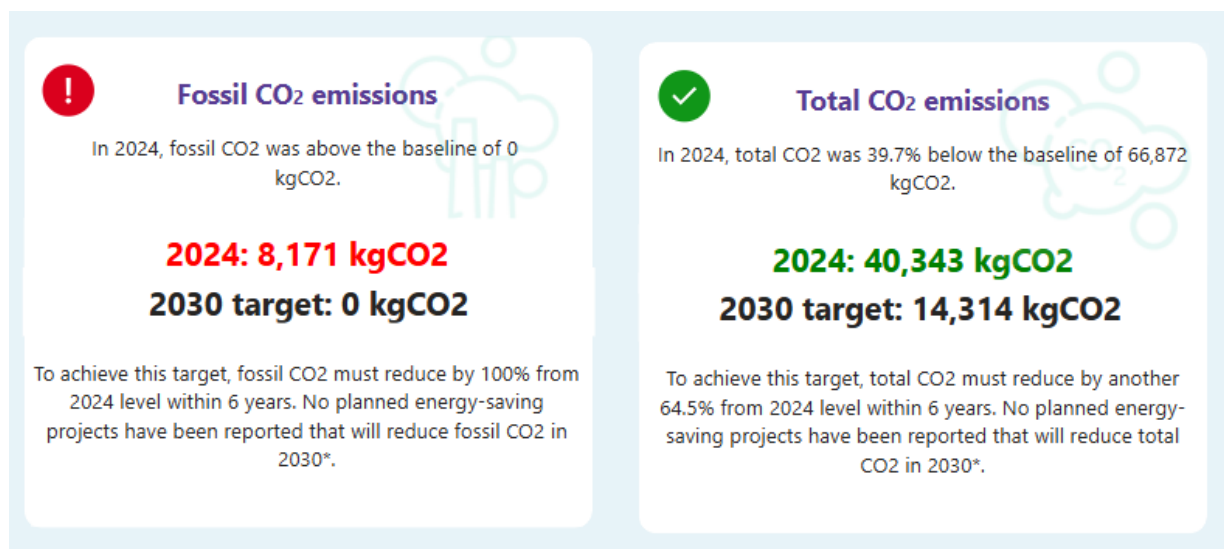 Fossil CO2 emissions
In 2024, fossil CO2 was above the baseline of 0
kgCO2.
2024: 8,171 kgCO2
2030 target: 0 kgCO2
To achieve this target, fossil CO2 must reduce by 100% from
2024 level within 6 years. No planned energy-saving
projects have been reported that will reduce fossil CO2 in
2030*.
Total CO2 emissions
In 2024, total CO2 was 39.7% below the baseline of 66,872
kgCO2.
CO2
2024: 40,343 kgCO2
2030 target: 14,314 kgCO2
To achieve this target, total CO2 must reduce by another
64.5% from 2024 level within 6 years. No planned energy-
saving projects have been reported that will reduce total
CO2 in 2030*.